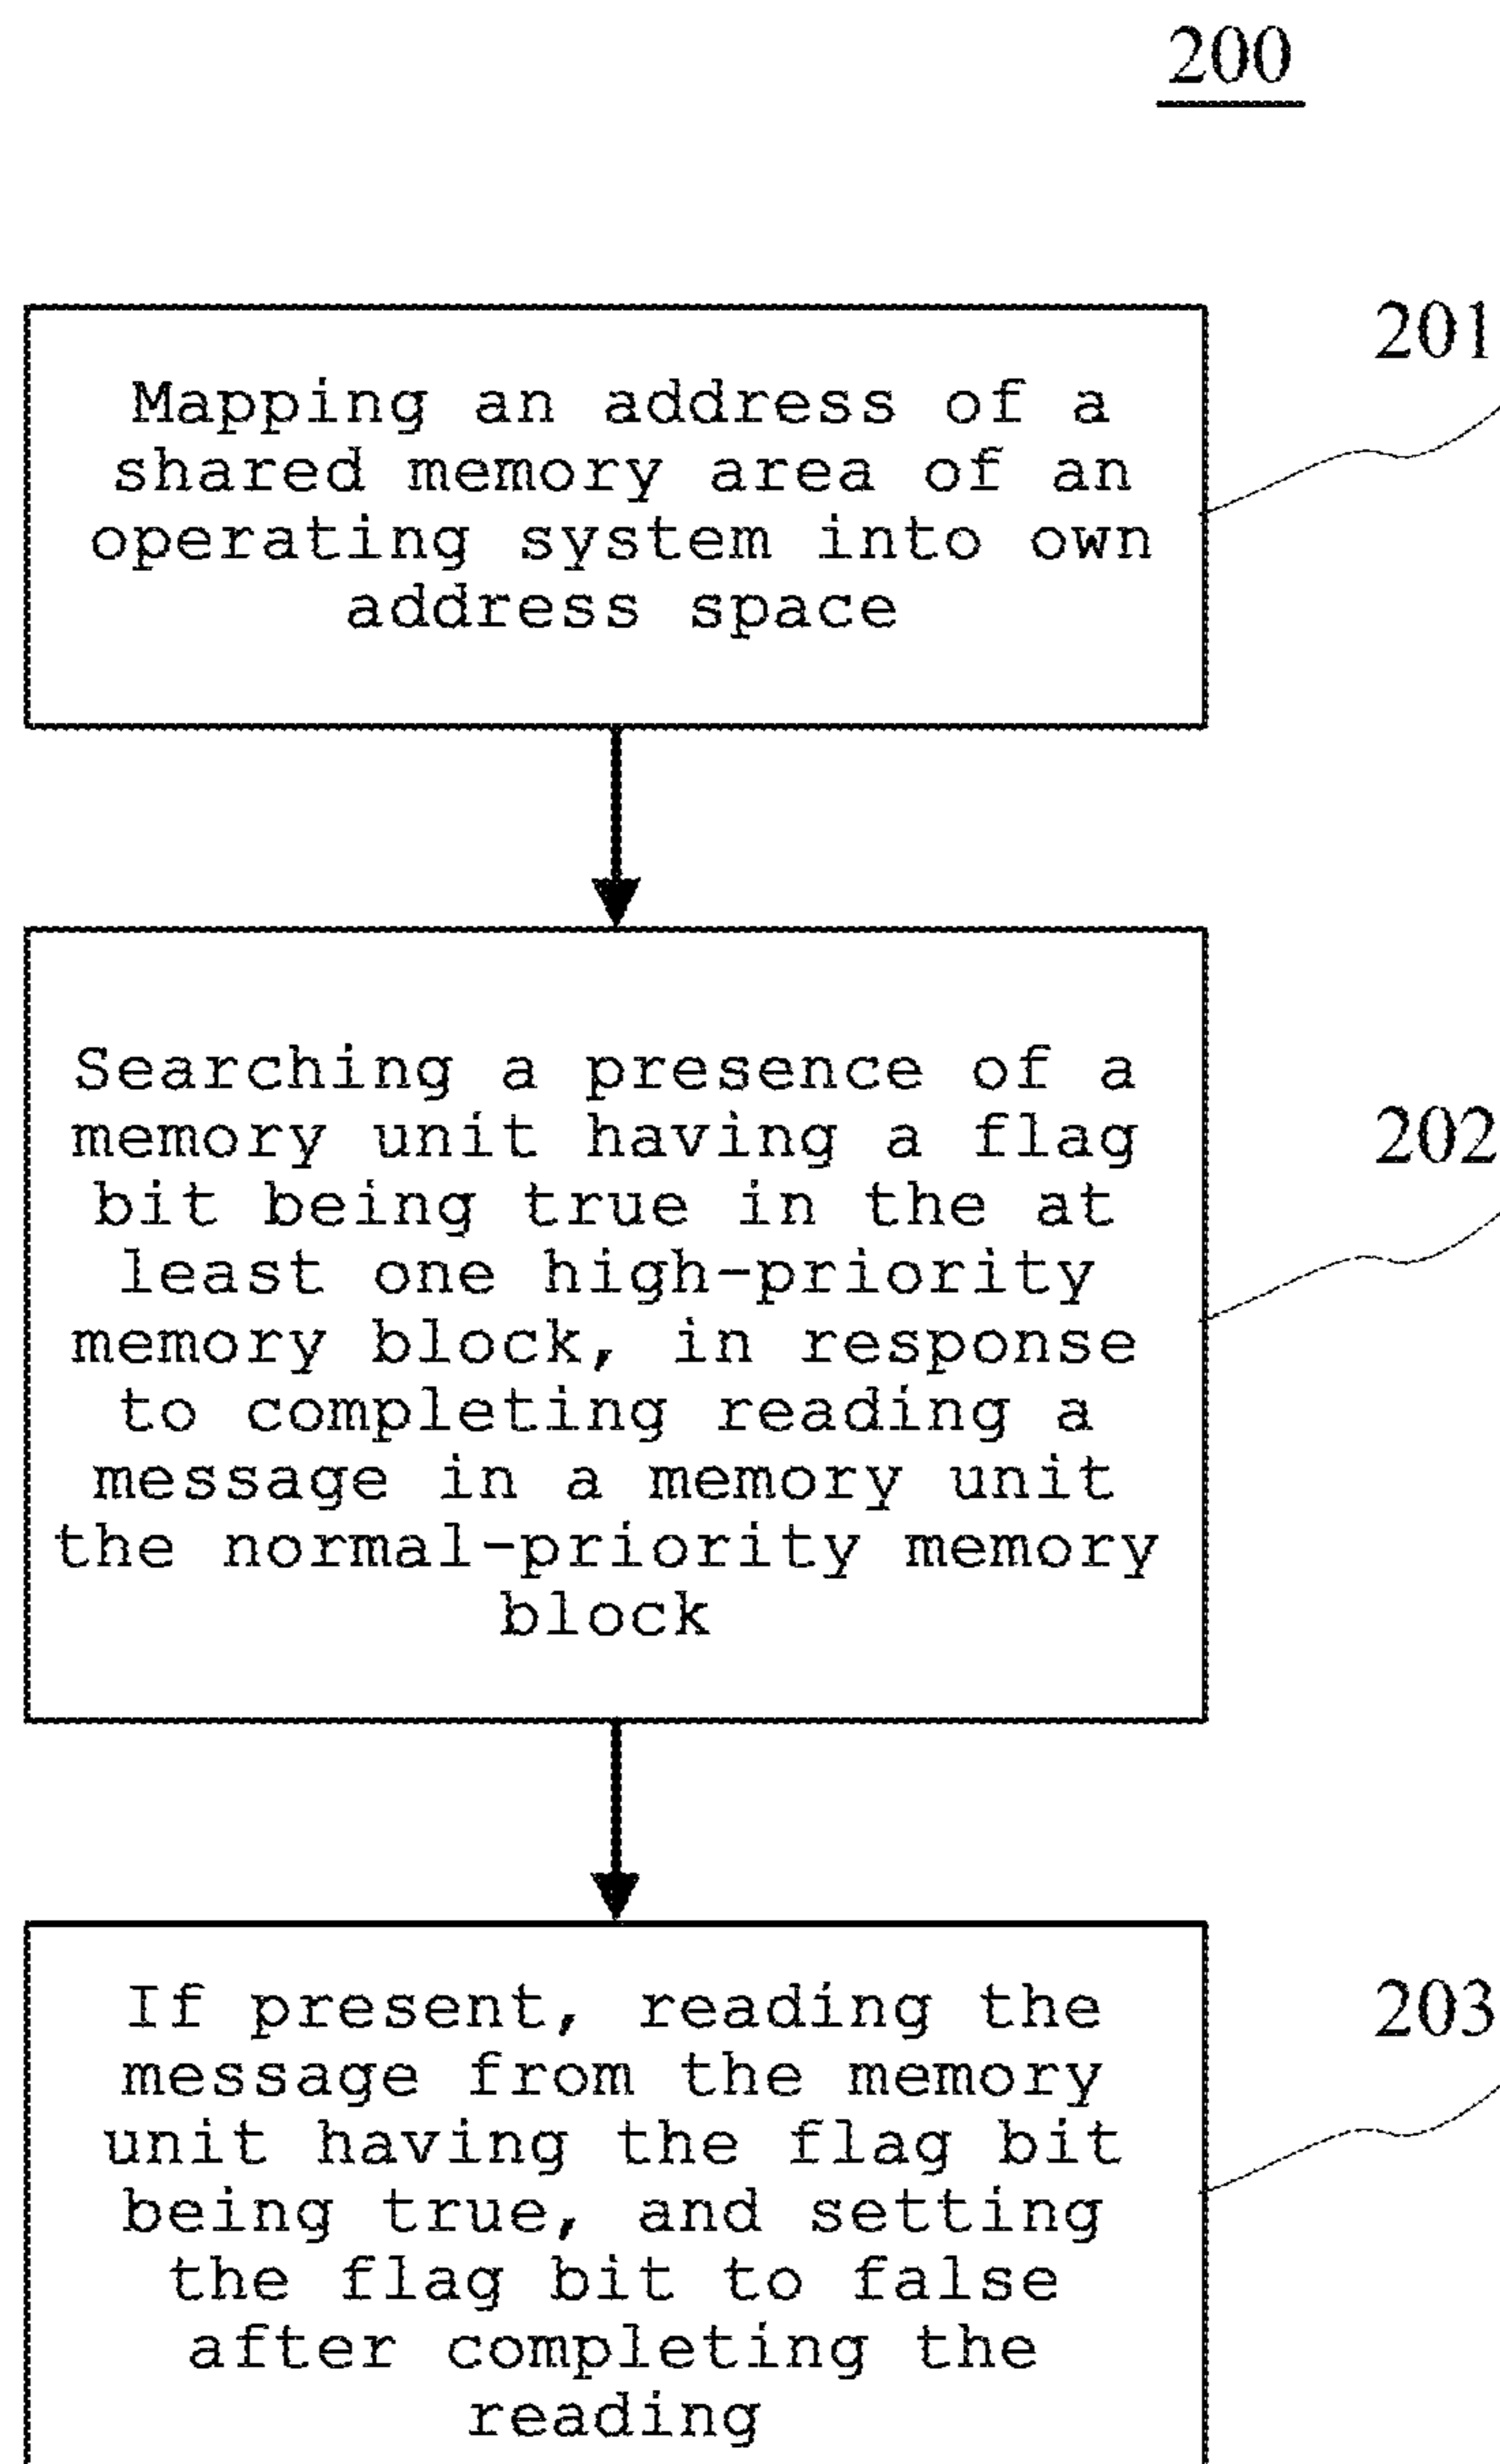 200
201
Mapping an address of a
shared memory area of an
operating system into own
address space
202
Searching a presence of a
memory unit having a flag
bit being true in the at
least one high-priority
memory block, in response
to completing reading a
message in a memory unit
the normal-priority memory
block
203
If present, reading the
message from the memory
unit having the flag bit
being true, and setting
the flag bit to false
after completing the
reading